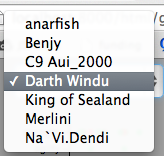 anarfish
Benjy
C9 Aui_2000
✓ Darth Windu
King of Sealand
Merlini
Na`Vi.Dendi